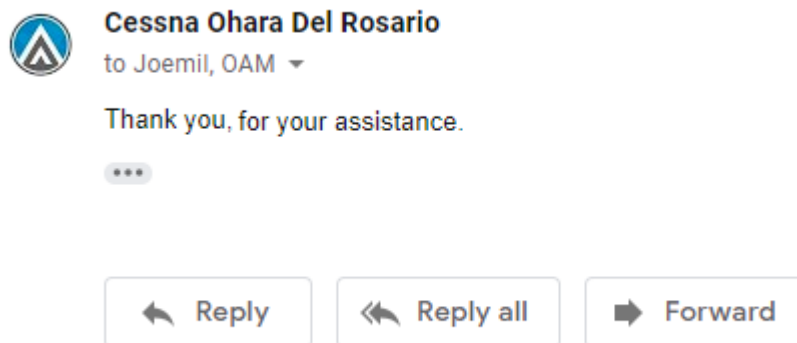 Cessna Ohara Del Rosario
to Joemil, OAM
Thank you, for your assistance.
Reply
Reply all
Forward